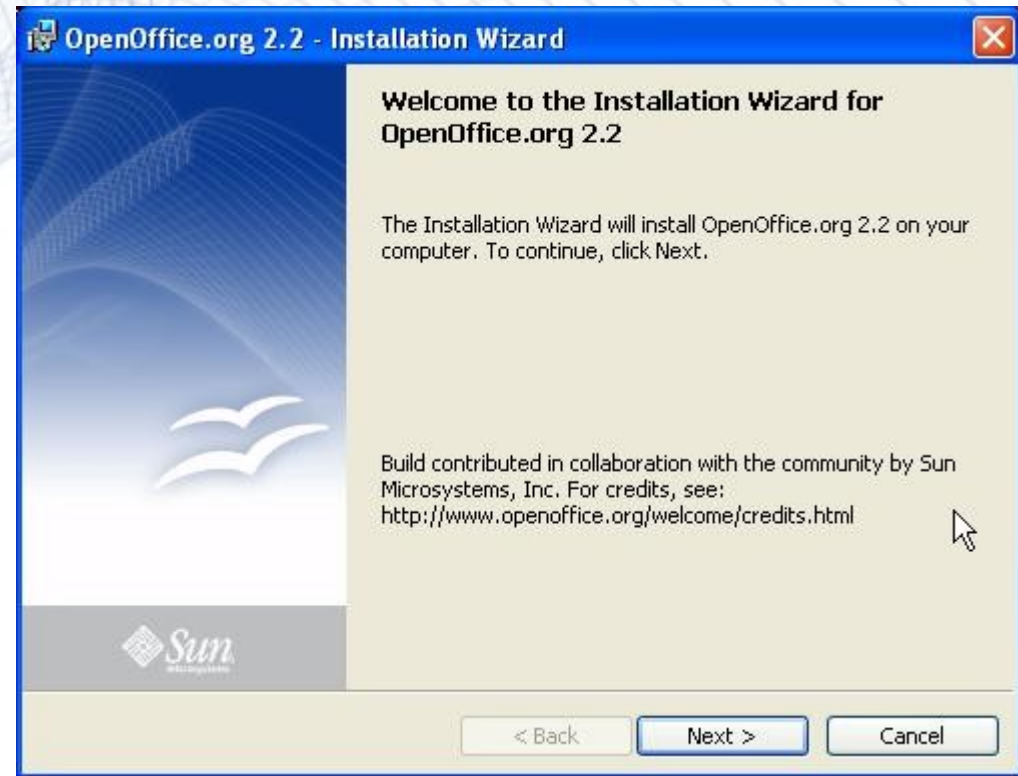 OpenOffice.org 2.2 - Installation Wizard
Welcome to the Installation Wizard for
OpenOffice.org 2.2
The Installation Wizard will install OpenOffice.org 2.2 on your
computer. To continue, click Next.
Build contributed in collaboration with the community by Sun
Microsystems, Inc. For credits, see:
http://www.openoffice.org/welcome/credits.html
Sun
microsystems
< Back
Next >
Cancel